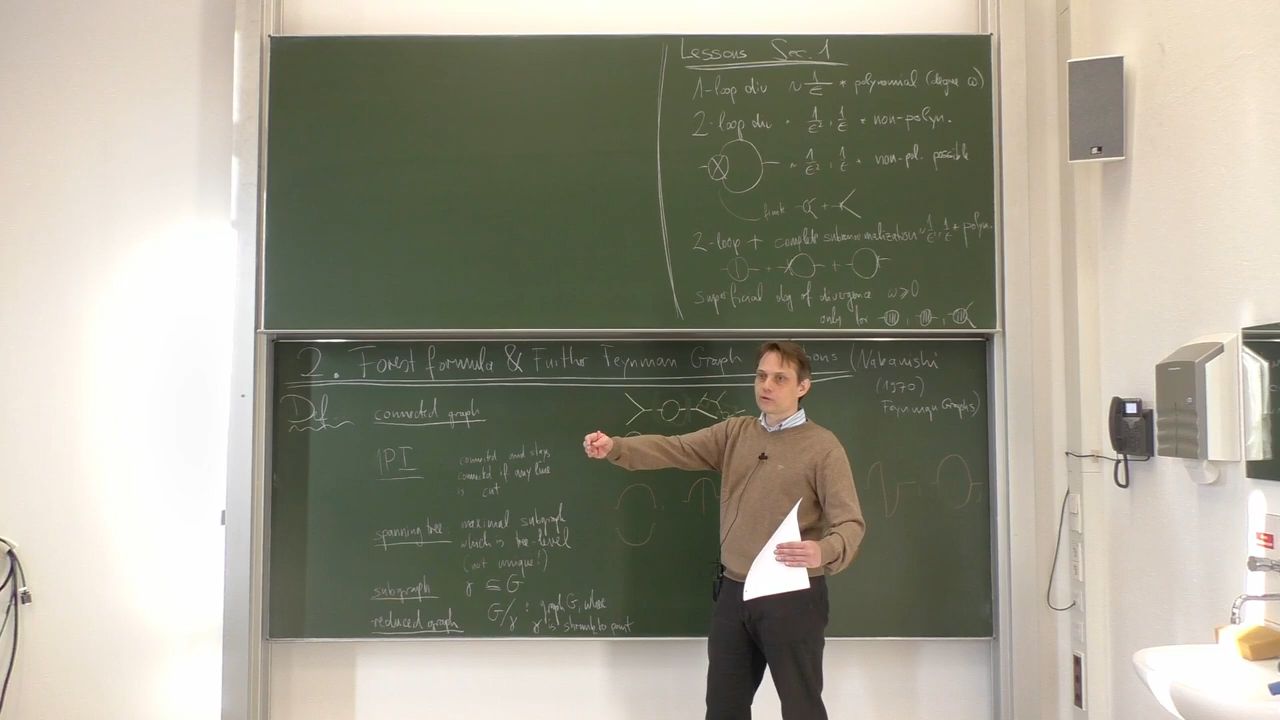 Lessons Sec. 1
1-loop div ~ 1/ε * polynomial (degree ω)
2-loop div ~ 1/ε², 1/ε * non-polyn.
~ 1/ε², 1/ε * non-pol. possible
finite
+
2-loop + complete subrenormalization ~ 1/ε², 1/ε * polyn.
+ +
superficial deg of divergence ω ≥ 0
only for , ,
2. Forest formula & Further Feynman Graph (Nakanishi
(1970)
Feynman Graphs)
Def.
connected graph
1PI
connected and stays
connected if any line
is cut
spanning tree
maximal subgraph
which is tree-level
(not unique!)
subgraph γ ⊆ G
reduced graph G/γ : graph G, where
γ is shrunk to point